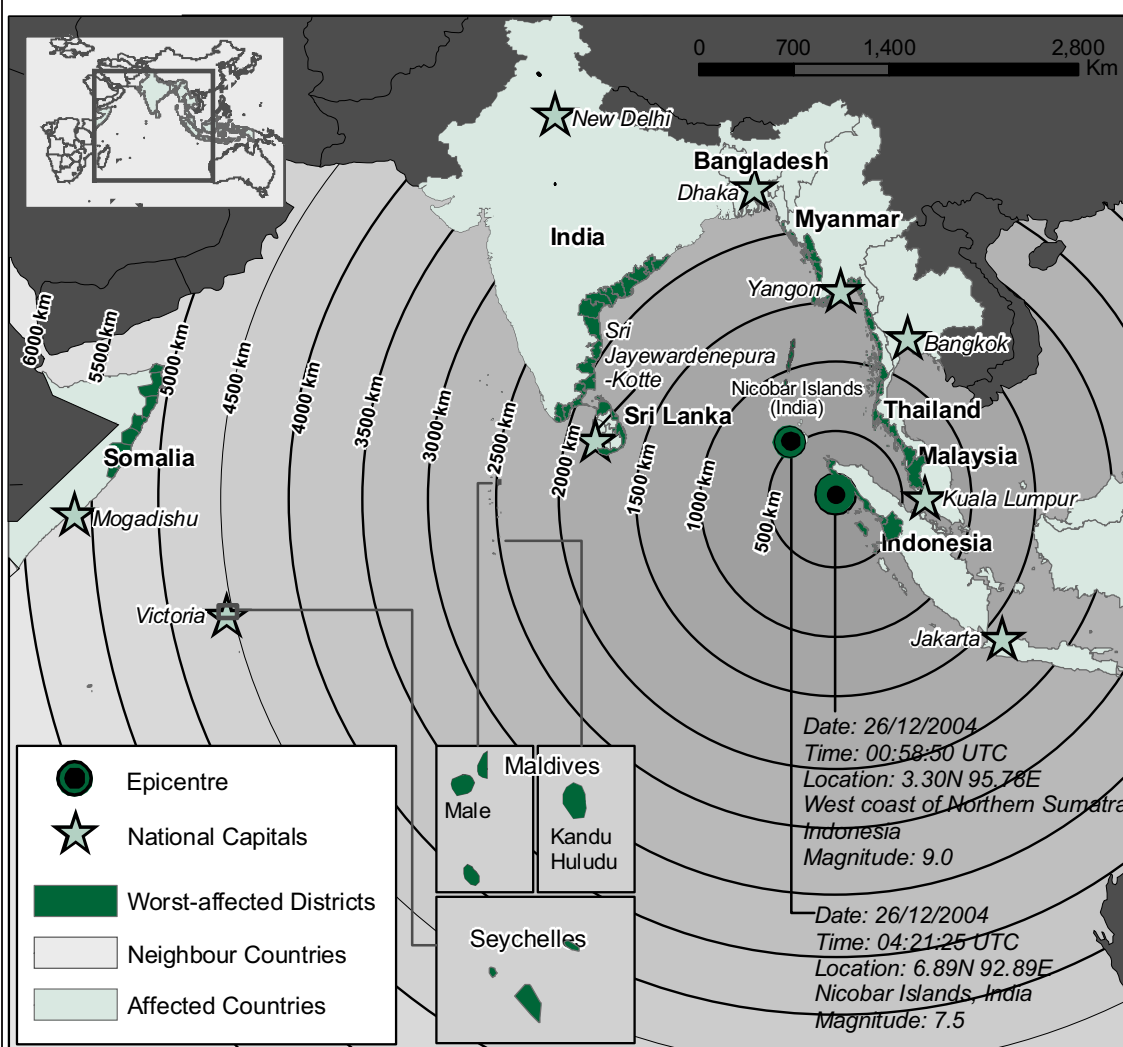 0 700 1,400 2,800
Km
New Delhi
Bangladesh
Dhaka
Myanmar
India
Yangon
Sri
Jayewardenepura
-Kotte
Bangkok
Nicobar Islands
(India)
Sri Lanka
Thailand
Malaysia
Kuala Lumpur
Indonesia
Somalia
Mogadishu
Victoria
Jakarta
6000 km
5500 km
5000 km
4500 km
4000 km
3500 km
3000 km
2500 km
2000 km
1500 km
1000 km
500 km
Date: 26/12/2004
Time: 00:58:50 UTC
Location: 3.30N 95.78E
West coast of Northern Sumatra
Indonesia
Magnitude: 9.0
Date: 26/12/2004
Time: 04:21:25 UTC
Location: 6.89N 92.89E
Nicobar Islands, India
Magnitude: 7.5
Maldives
Male
Kandu
Huludu
Seychelles
Epicentre
National Capitals
Worst-affected Districts
Neighbour Countries
Affected Countries